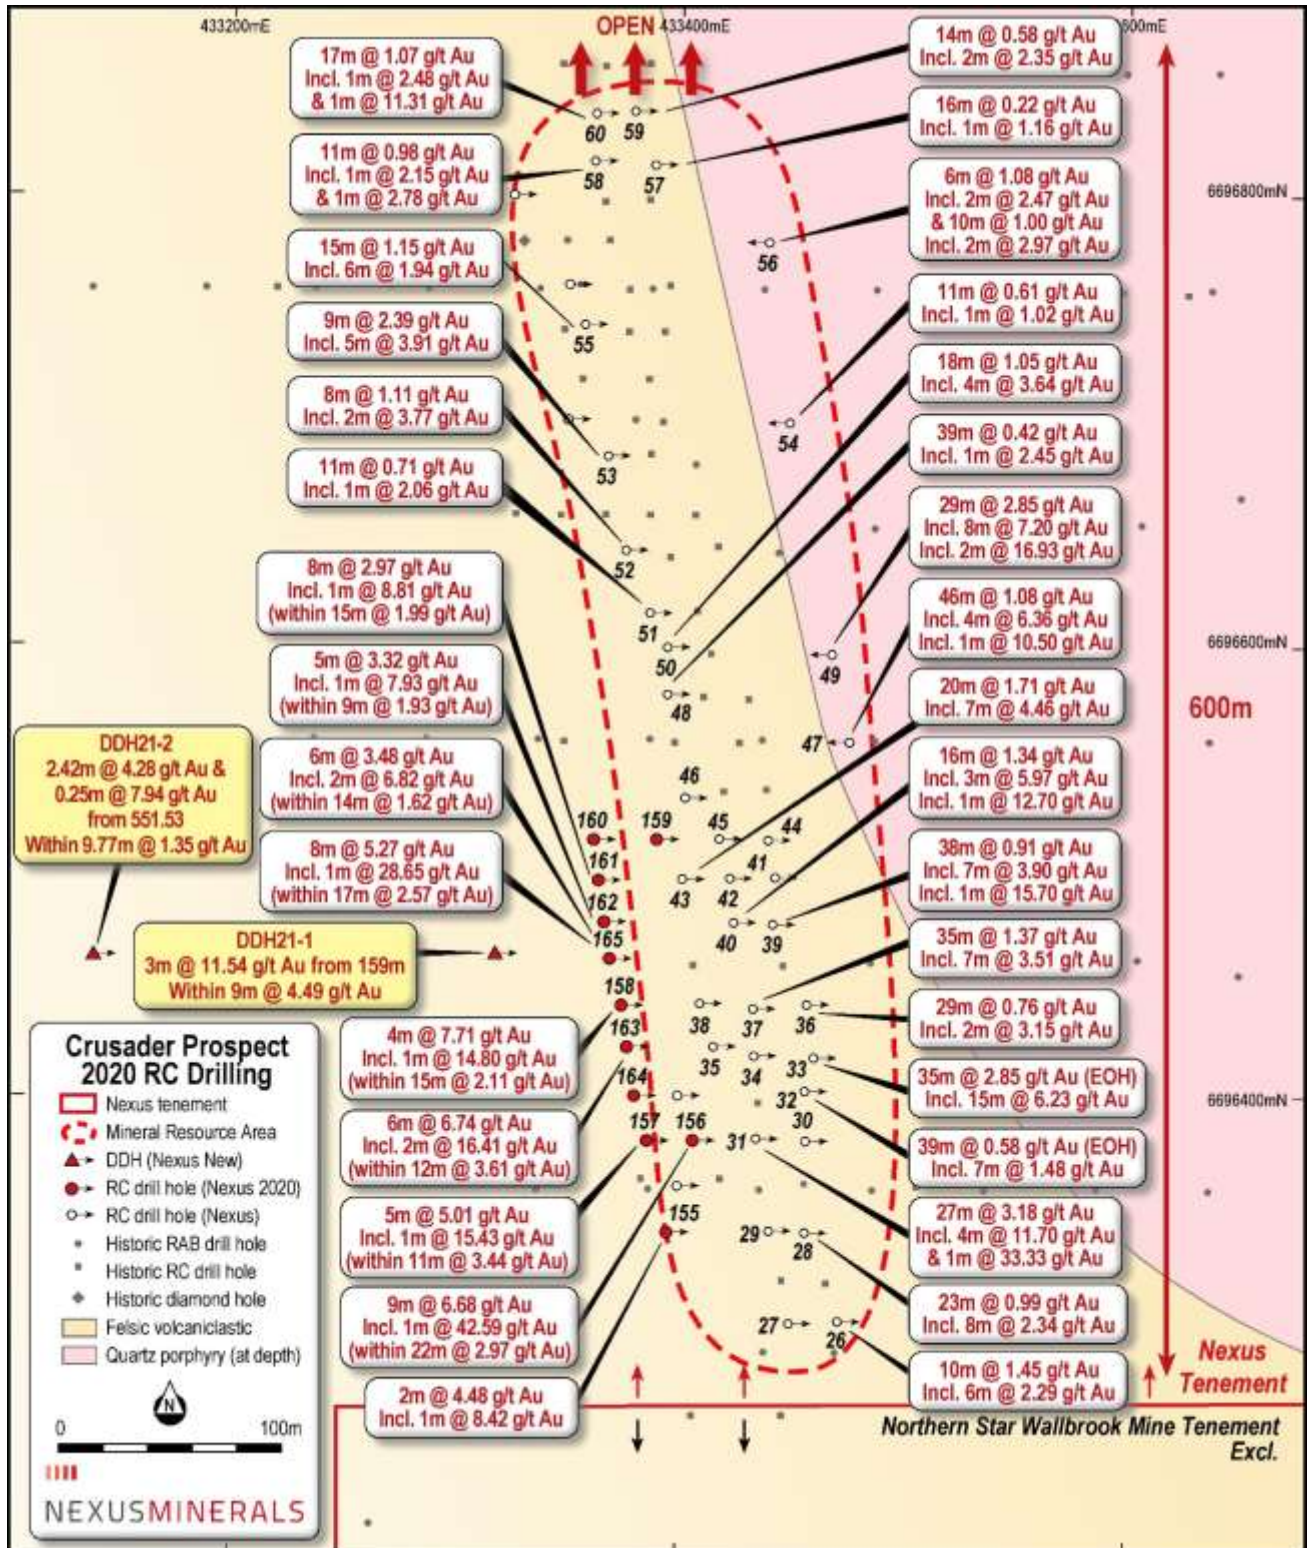 433200mE
OPEN
433400mE
600mE
17m @ 1.07 g/t Au
Incl. 1m @ 2.48 g/t Au
& 1m @ 11.31 g/t Au
11m @ 0.98 g/t Au
Incl. 1m @ 2.15 g/t Au
& 1m @ 2.78 g/t Au
15m @ 1.15 g/t Au
Incl. 6m @ 1.94 g/t Au
9m @ 2.39 g/t Au
Incl. 5m @ 3.91 g/t Au
8m @ 1.11 g/t Au
Incl. 2m @ 3.77 g/t Au
11m @ 0.71 g/t Au
Incl. 1m @ 2.06 g/t Au
8m @ 2.97 g/t Au
Incl. 1m @ 8.81 g/t Au
(within 15m @ 1.99 g/t Au)
5m @ 3.32 g/t Au
Incl. 1m @ 7.93 g/t Au
(within 9m @ 1.93 g/t Au)
6m @ 3.48 g/t Au
Incl. 2m @ 6.82 g/t Au
(within 14m @ 1.62 g/t Au)
8m @ 5.27 g/t Au
Incl. 1m @ 28.65 g/t Au
(within 17m @ 2.57 g/t Au)
DDH21-2
2.42m @ 4.28 g/t Au &
0.25m @ 7.94 g/t Au
from 551.53
Within 9.77m @ 1.35 g/t Au
DDH21-1
3m @ 11.54 g/t Au from 159m
Within 9m @ 4.49 g/t Au
4m @ 7.71 g/t Au
Incl. 1m @ 14.80 g/t Au
(within 15m @ 2.11 g/t Au)
6m @ 6.74 g/t Au
Incl. 2m @ 16.41 g/t Au
(within 12m @ 3.61 g/t Au)
5m @ 5.01 g/t Au
Incl. 1m @ 15.43 g/t Au
(within 11m @ 3.44 g/t Au)
9m @ 6.68 g/t Au
Incl. 1m @ 42.59 g/t Au
(within 22m @ 2.97 g/t Au)
2m @ 4.48 g/t Au
Incl. 1m @ 8.42 g/t Au
60
59
58
57
56
55
54
53
52
51
50
49
48
47
46
160
159
45
44
161
41
43
42
162
40
39
165
158
38
37
36
163
35
34
33
164
32
157
156
31
30
155
29
28
27
26
14m @ 0.58 g/t Au
Incl. 2m @ 2.35 g/t Au
16m @ 0.22 g/t Au
Incl. 1m @ 1.16 g/t Au
6m @ 1.08 g/t Au
Incl. 2m @ 2.47 g/t Au
& 10m @ 1.00 g/t Au
Incl. 2m @ 2.97 g/t Au
11m @ 0.61 g/t Au
Incl. 1m @ 1.02 g/t Au
18m @ 1.05 g/t Au
Incl. 4m @ 3.64 g/t Au
39m @ 0.42 g/t Au
Incl. 1m @ 2.45 g/t Au
29m @ 2.85 g/t Au
Incl. 8m @ 7.20 g/t Au
Incl. 2m @ 16.93 g/t Au
46m @ 1.08 g/t Au
Incl. 4m @ 6.36 g/t Au
Incl. 1m @ 10.50 g/t Au
20m @ 1.71 g/t Au
Incl. 7m @ 4.46 g/t Au
16m @ 1.34 g/t Au
Incl. 3m @ 5.97 g/t Au
Incl. 1m @ 12.70 g/t Au
38m @ 0.91 g/t Au
Incl. 7m @ 3.90 g/t Au
Incl. 1m @ 15.70 g/t Au
35m @ 1.37 g/t Au
Incl. 7m @ 3.51 g/t Au
29m @ 0.76 g/t Au
Incl. 2m @ 3.15 g/t Au
35m @ 2.85 g/t Au (EOH)
Incl. 15m @ 6.23 g/t Au
39m @ 0.58 g/t Au (EOH)
Incl. 7m @ 1.48 g/t Au
27m @ 3.18 g/t Au
Incl. 4m @ 11.70 g/t Au
& 1m @ 33.33 g/t Au
23m @ 0.99 g/t Au
Incl. 8m @ 2.34 g/t Au
10m @ 1.45 g/t Au
Incl. 6m @ 2.29 g/t Au
6696800mN
6696600mN
600m
6696400mN
Nexus
Tenement
Northern Star Wallbrook Mine Tenement
Excl.
Crusader Prospect
2020 RC Drilling
Nexus tenement
Mineral Resource Area
DDH (Nexus New)
RC drill hole (Nexus 2020)
RC drill hole (Nexus)
Historic RAB drill hole
Historic RC drill hole
Historic diamond hole
Felsic volcaniclastic
Quartz porphyry (at depth)
N
0
100m
NEXUSMINERALS